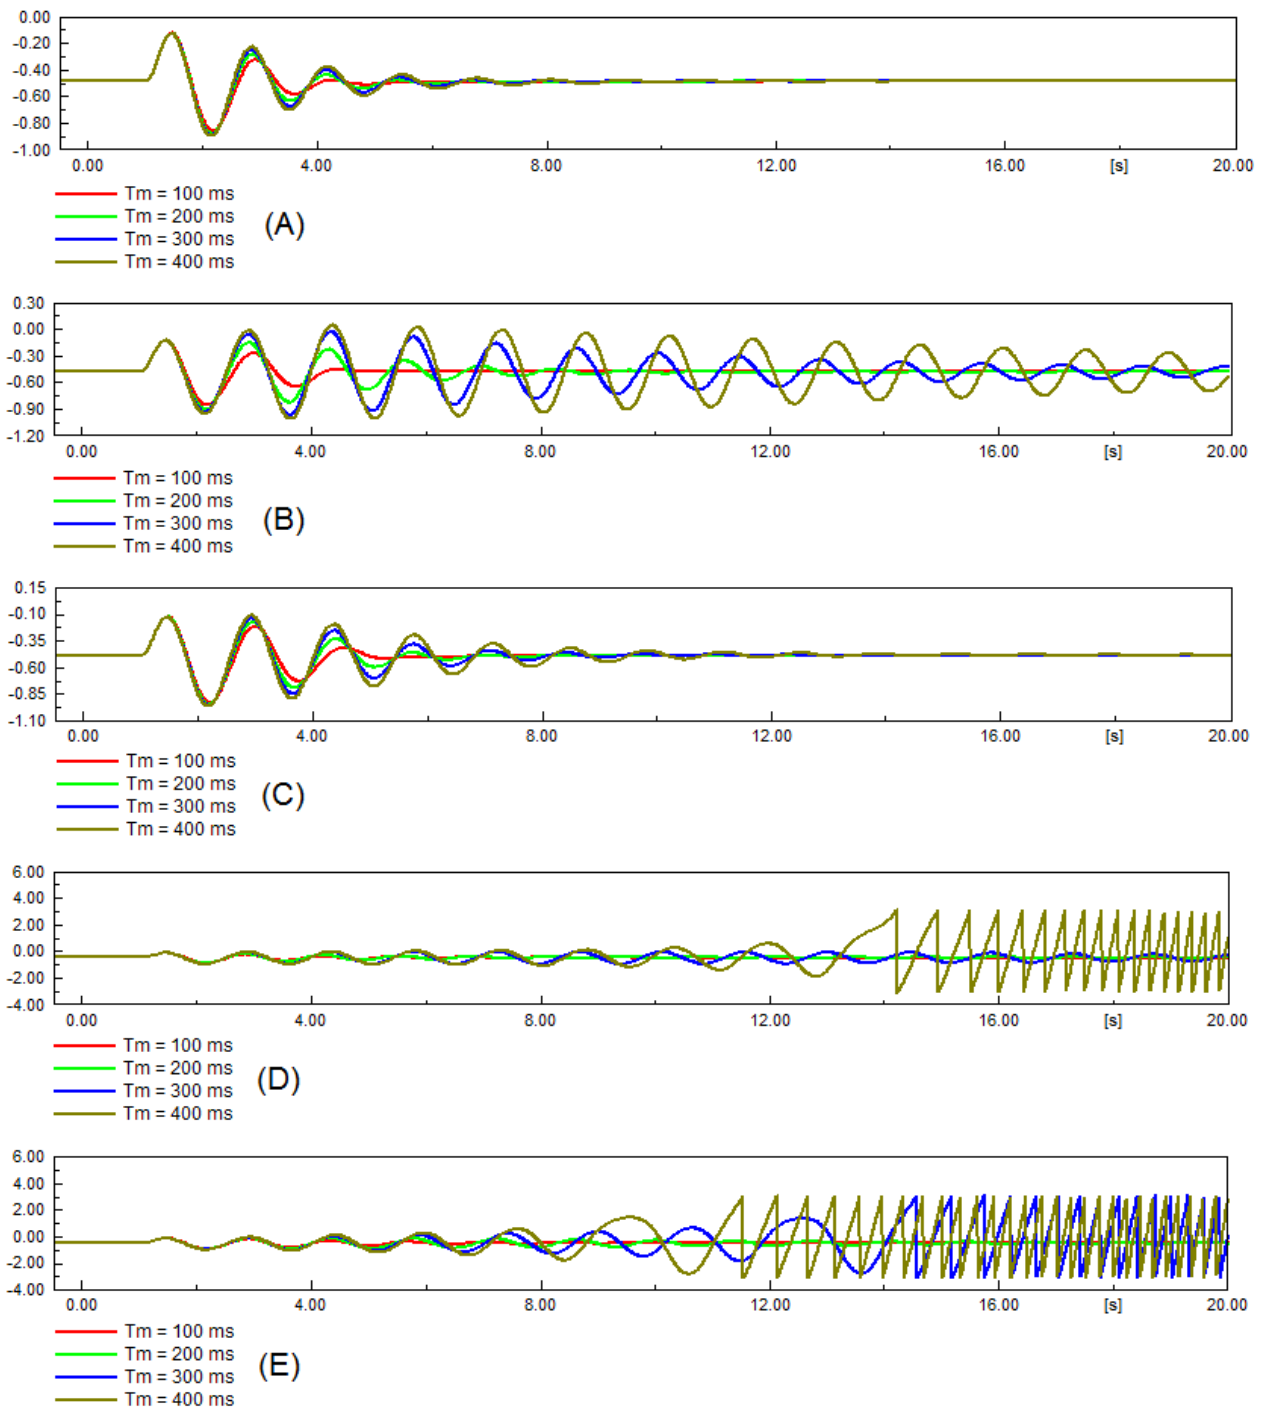 0.00
-0.20
-0.40
-0.60
-0.80
-1.00
0.00 4.00 8.00 12.00 16.00 [s] 20.00
Tm = 100 ms
Tm = 200 ms
Tm = 300 ms
Tm = 400 ms
(A)
0.30
0.00
-0.30
-0.60
-0.90
-1.20
0.00 4.00 8.00 12.00 16.00 [s] 20.00
Tm = 100 ms
Tm = 200 ms
Tm = 300 ms
Tm = 400 ms
(B)
0.15
-0.10
-0.35
-0.60
-0.85
-1.10
0.00 4.00 8.00 12.00 16.00 [s] 20.00
Tm = 100 ms
Tm = 200 ms
Tm = 300 ms
Tm = 400 ms
(C)
6.00
4.00
2.00
0.00
-2.00
-4.00
0.00 4.00 8.00 12.00 16.00 [s] 20.00
Tm = 100 ms
Tm = 200 ms
Tm = 300 ms
Tm = 400 ms
(D)
6.00
4.00
2.00
0.00
-2.00
-4.00
0.00 4.00 8.00 12.00 16.00 [s] 20.00
Tm = 100 ms
Tm = 200 ms
Tm = 300 ms
Tm = 400 ms
(E)